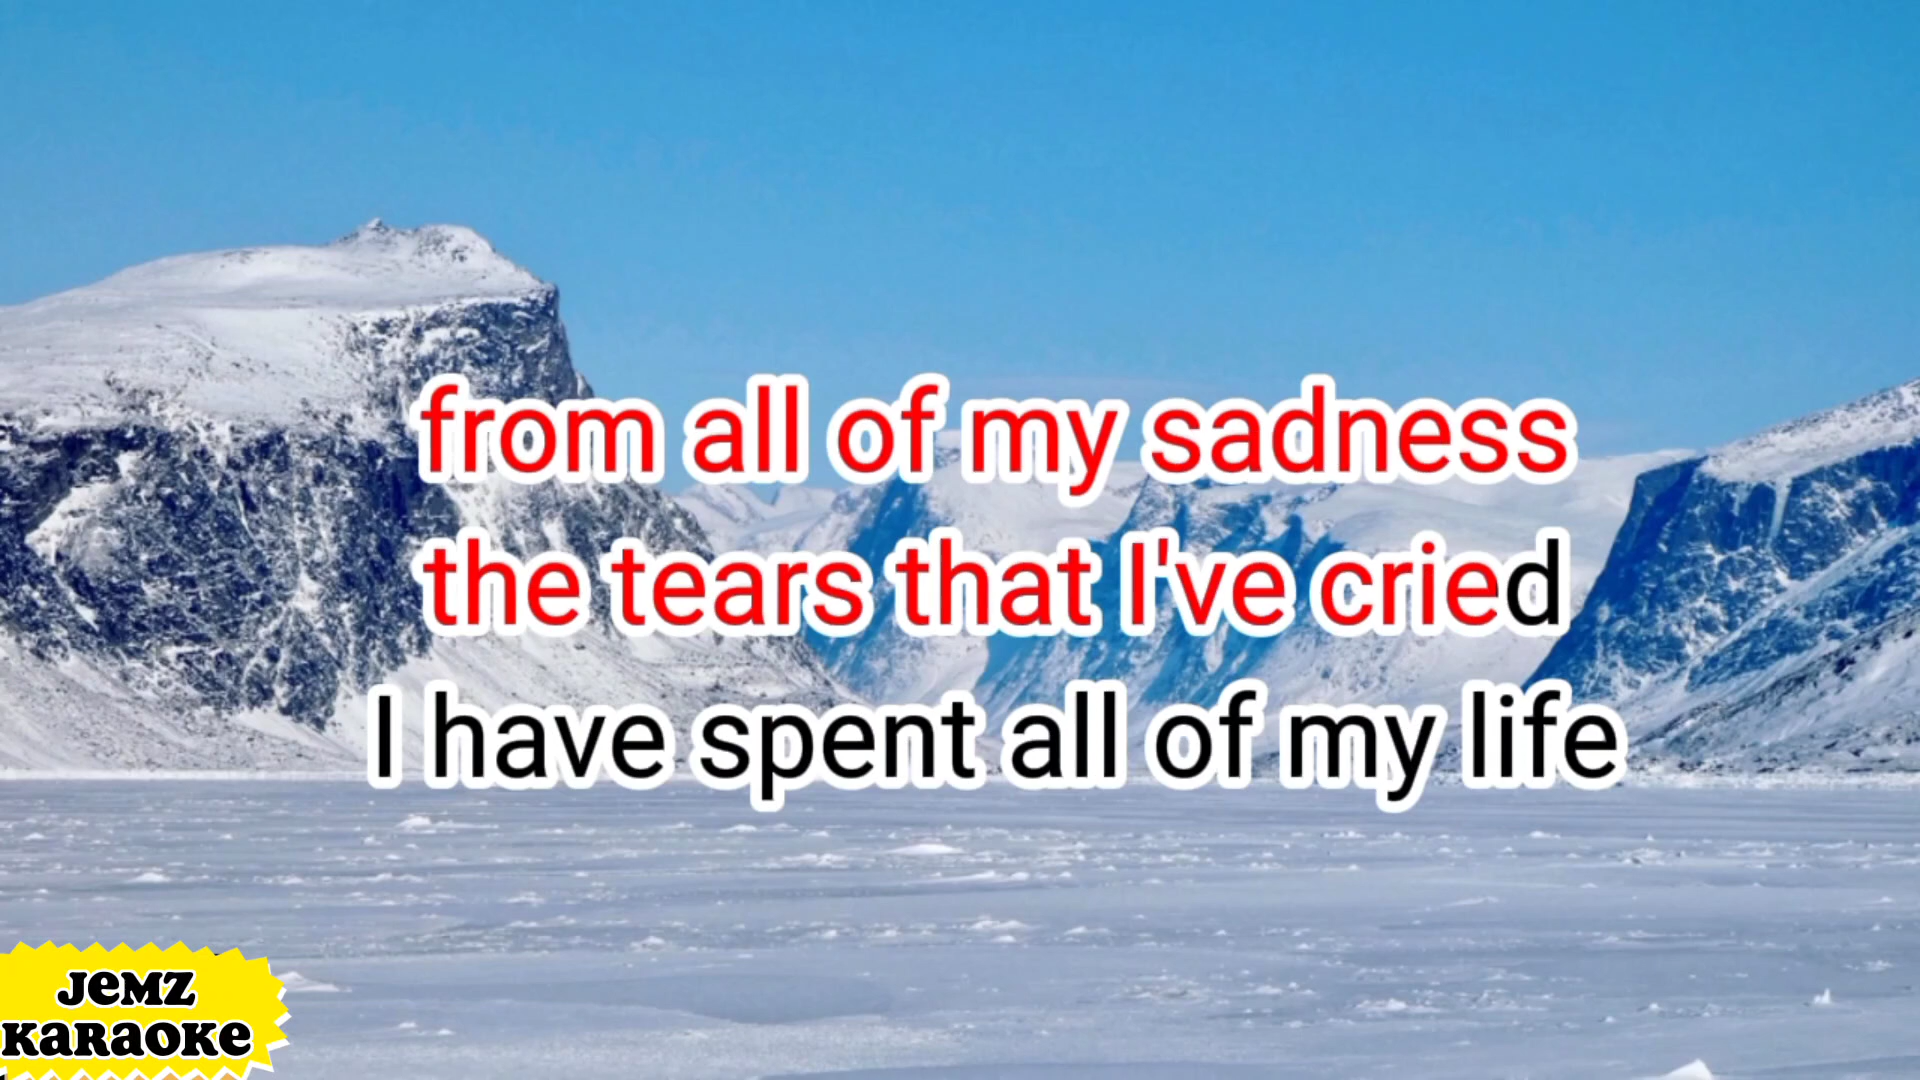 from all of my sadness
the tears that I've cried
I have spent all of my life
JEMZ
KARAOKE